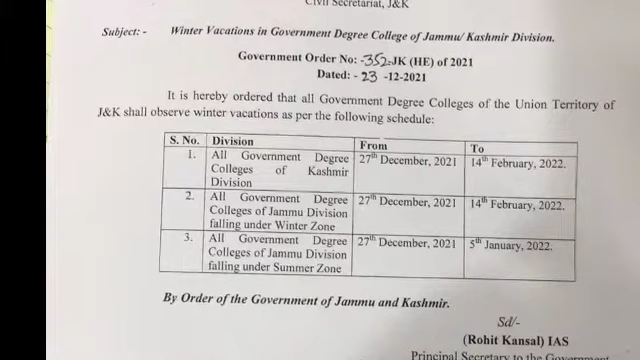 Civil Secretariat, J&K
Subject: - Winter Vacations in Government Degree College of Jammu/ Kashmir Division.
Government Order No: -352-JK (HE) of 2021
Dated: - 23 -12-2021
It is hereby ordered that all Government Degree Colleges of the Union Territory of
J&K shall observe winter vacations as per the following schedule:
S. No. Division From To
1. All Government Degree 27th December, 2021 14th February, 2022.
Colleges of Kashmir
Division
2. All Government Degree 27th December, 2021 14th February, 2022.
Colleges of Jammu Division
falling under Winter Zone
3. All Government Degree 27th December, 2021 5th January, 2022.
Colleges of Jammu Division
falling under Summer Zone
By Order of the Government of Jammu and Kashmir.
Sd/-
(Rohit Kansal) IAS
Principal Secretary to the Government